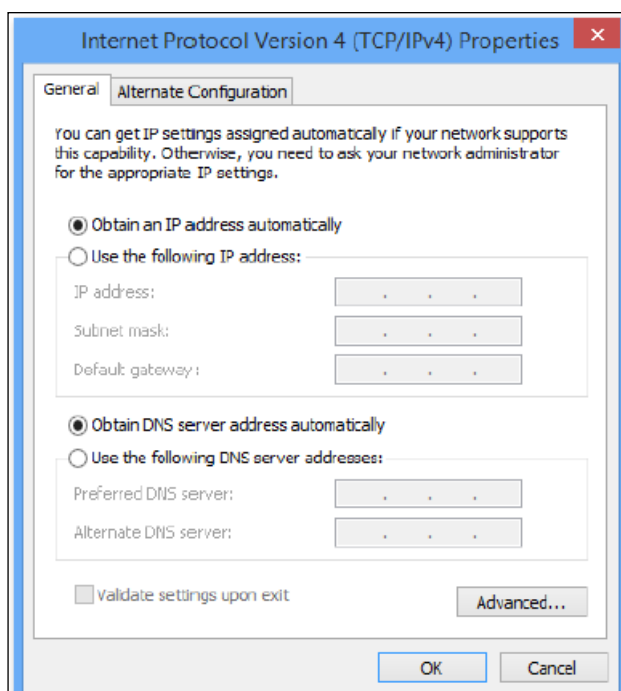 Internet Protocol Version 4 (TCP/IPv4) Properties
General
Alternate Configuration
You can get IP settings assigned automatically if your network supports
this capability. Otherwise, you need to ask your network administrator
for the appropriate IP settings.
Obtain an IP address automatically
Use the following IP address:
IP address:
. . .
Subnet mask:
. . .
Default gateway:
. . .
Obtain DNS server address automatically
Use the following DNS server addresses:
Preferred DNS server:
. . .
Alternate DNS server:
. . .
Validate settings upon exit
Advanced...
OK
Cancel